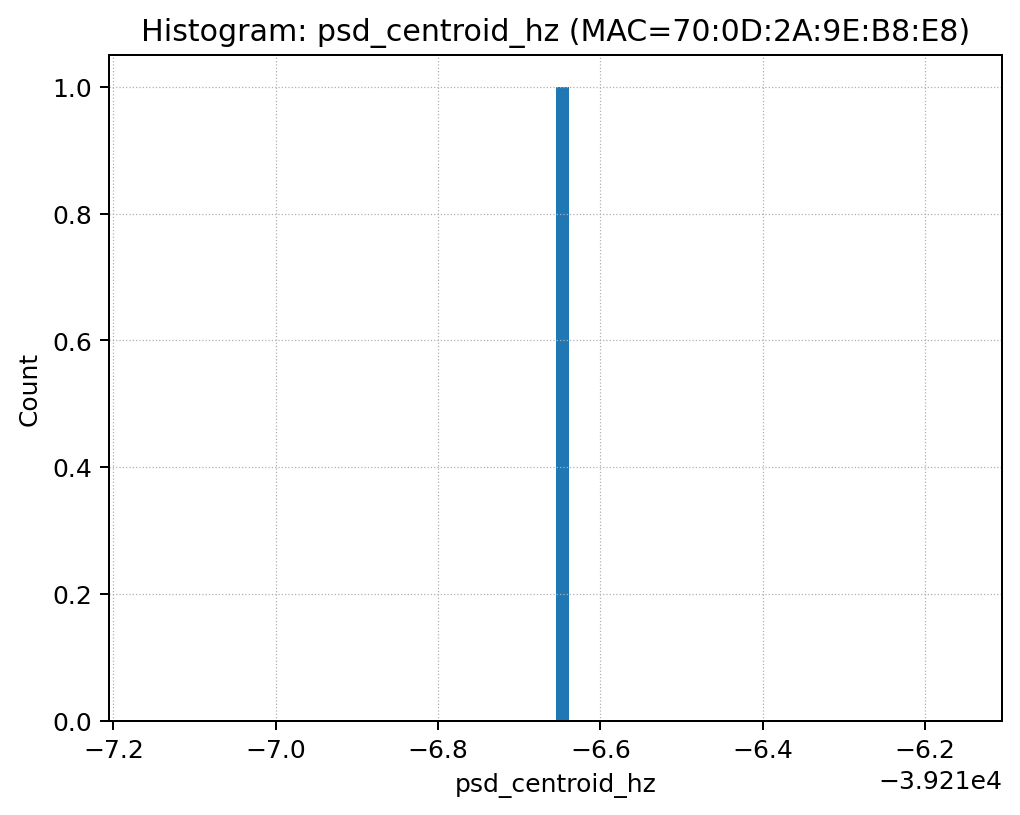 Histogram: psd_centroid_hz (MAC=70:0D:2A:9E:B8:E8)
1.0
0.8
0.6
0.4
0.2
0.0
Count
−7.2 −7.0 −6.8 −6.6 −6.4 −6.2
−3.921e4
psd_centroid_hz